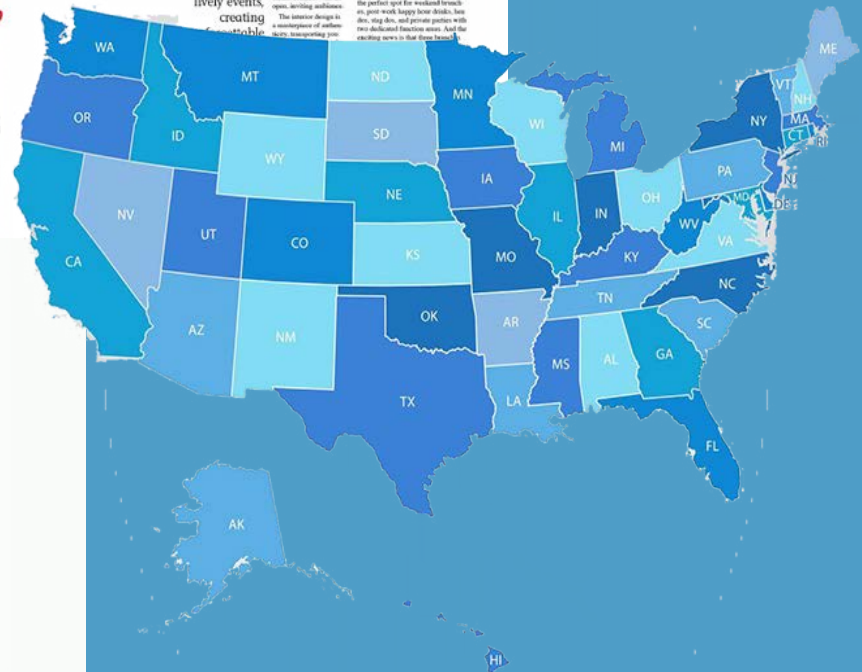 lively events,
creating
open, inviting ambience
The interior design is
a masterpiece of authen-
ticity, transporting you
the perfect spot for weekend brunch-
es, post-work happy hour drinks, hen
dos, stag dos, and private parties with
two dedicated function areas. And the
exciting news is that these
WA
MT
ND
MN
ME
OR
ID
SD
WI
VT
NH
NY
MA
CT
RI
WY
MI
IA
PA
NJ
NE
NV
OH
MD
DE
UT
CO
IL
IN
WV
CA
KS
MO
KY
VA
NC
AZ
NM
OK
AR
TN
SC
MS
AL
GA
TX
LA
FL
AK
HI